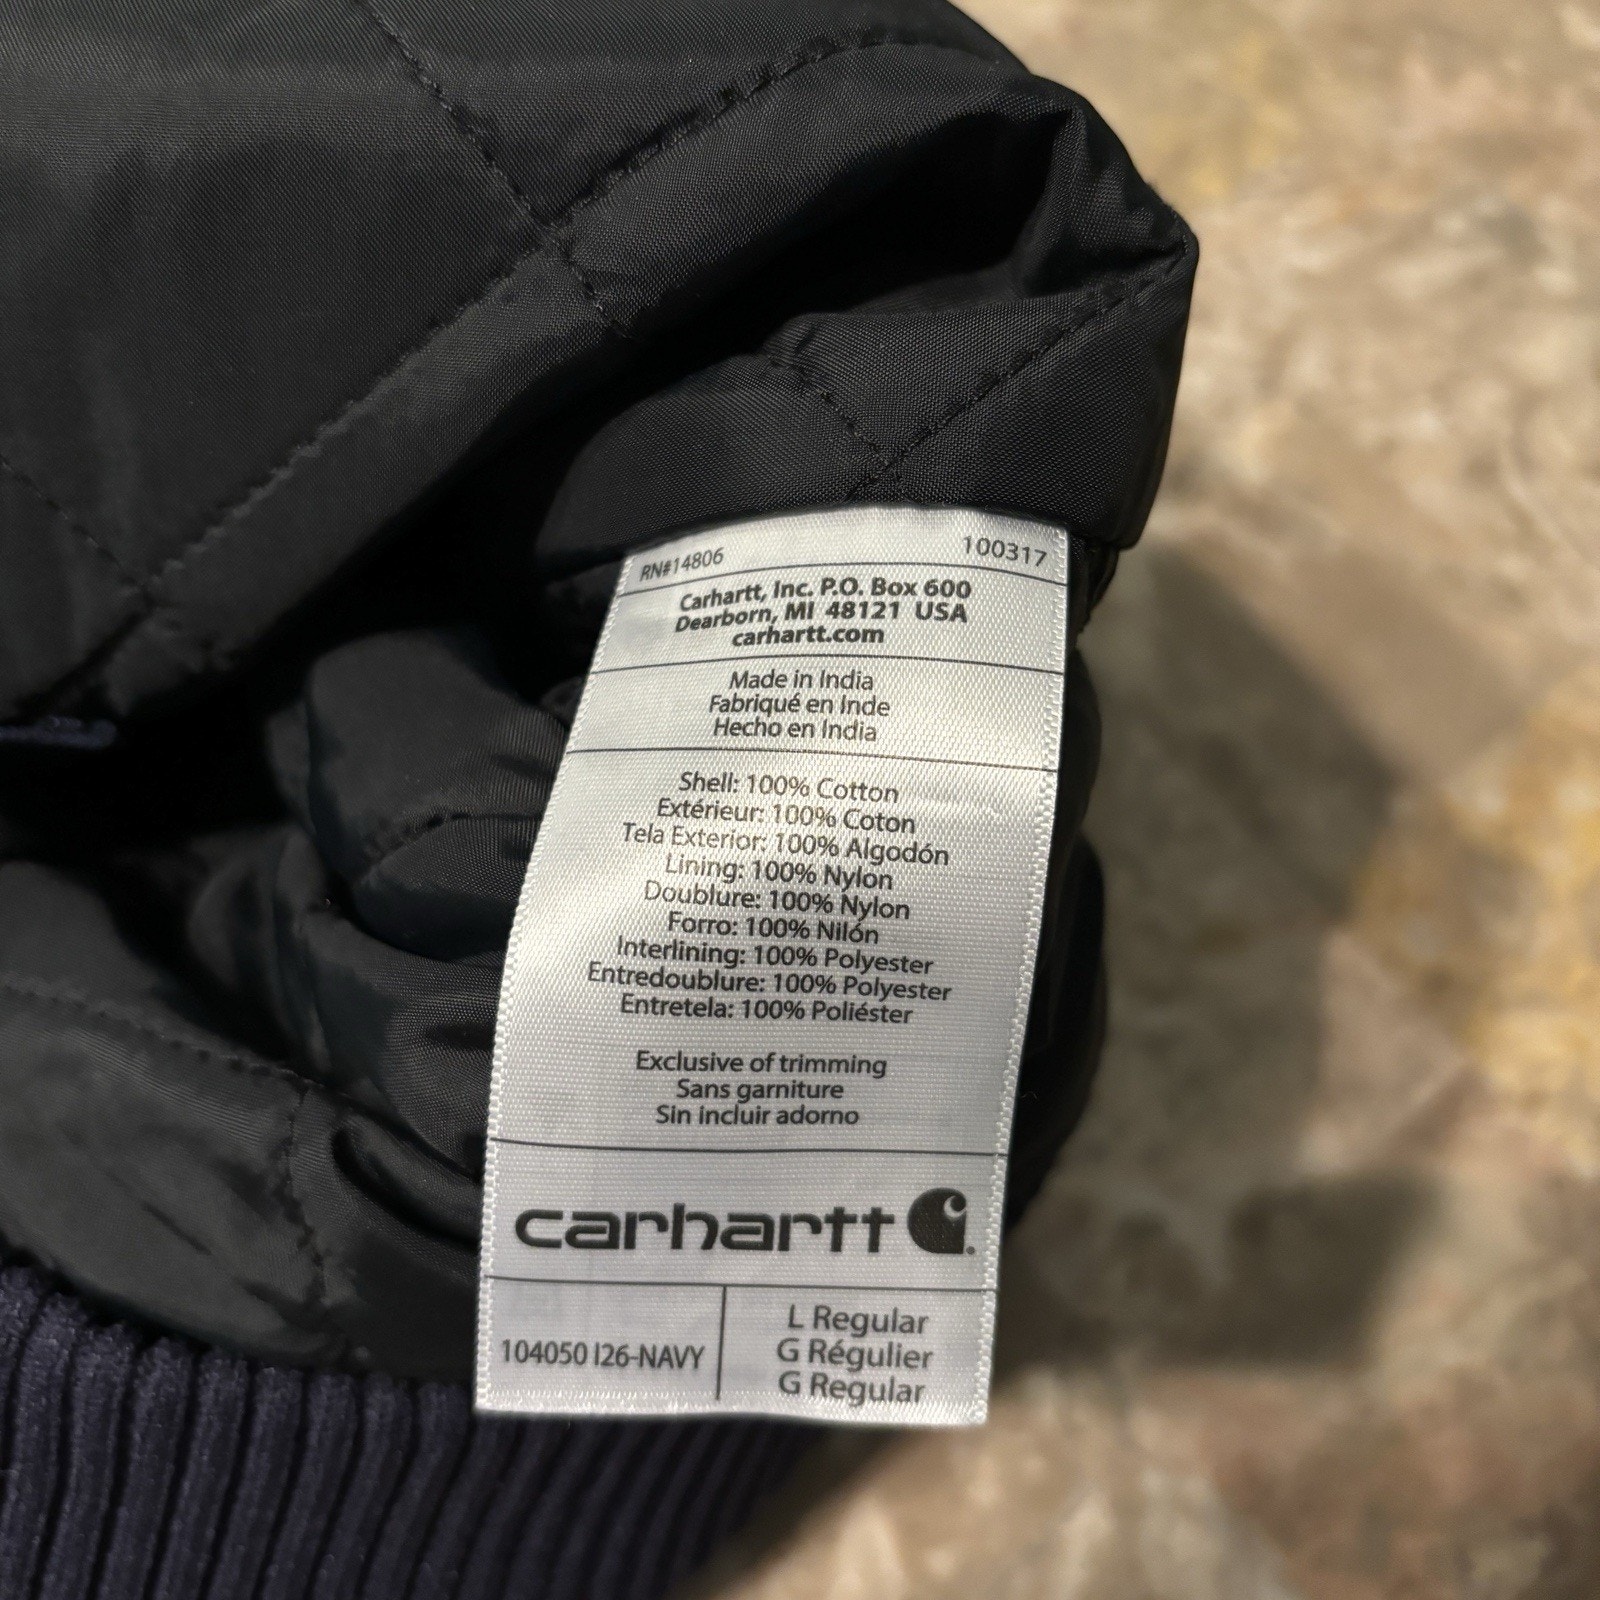 RN#14806 100317
Carhartt, Inc. P.O. Box 600
Dearborn, MI 48121 USA
carhartt.com
Made in India
Fabriqué en Inde
Hecho en India
Shell: 100% Cotton
Extérieur: 100% Coton
Tela Exterior: 100% Algodón
Lining: 100% Nylon
Doublure: 100% Nylon
Forro: 100% Nilón
Interlining: 100% Polyester
Entredoublure: 100% Polyester
Entretela: 100% Poliéster
Exclusive of trimming
Sans garniture
Sin incluir adorno
carhartt
104050 I26-NAVY
L Regular
G Régulier
G Regular